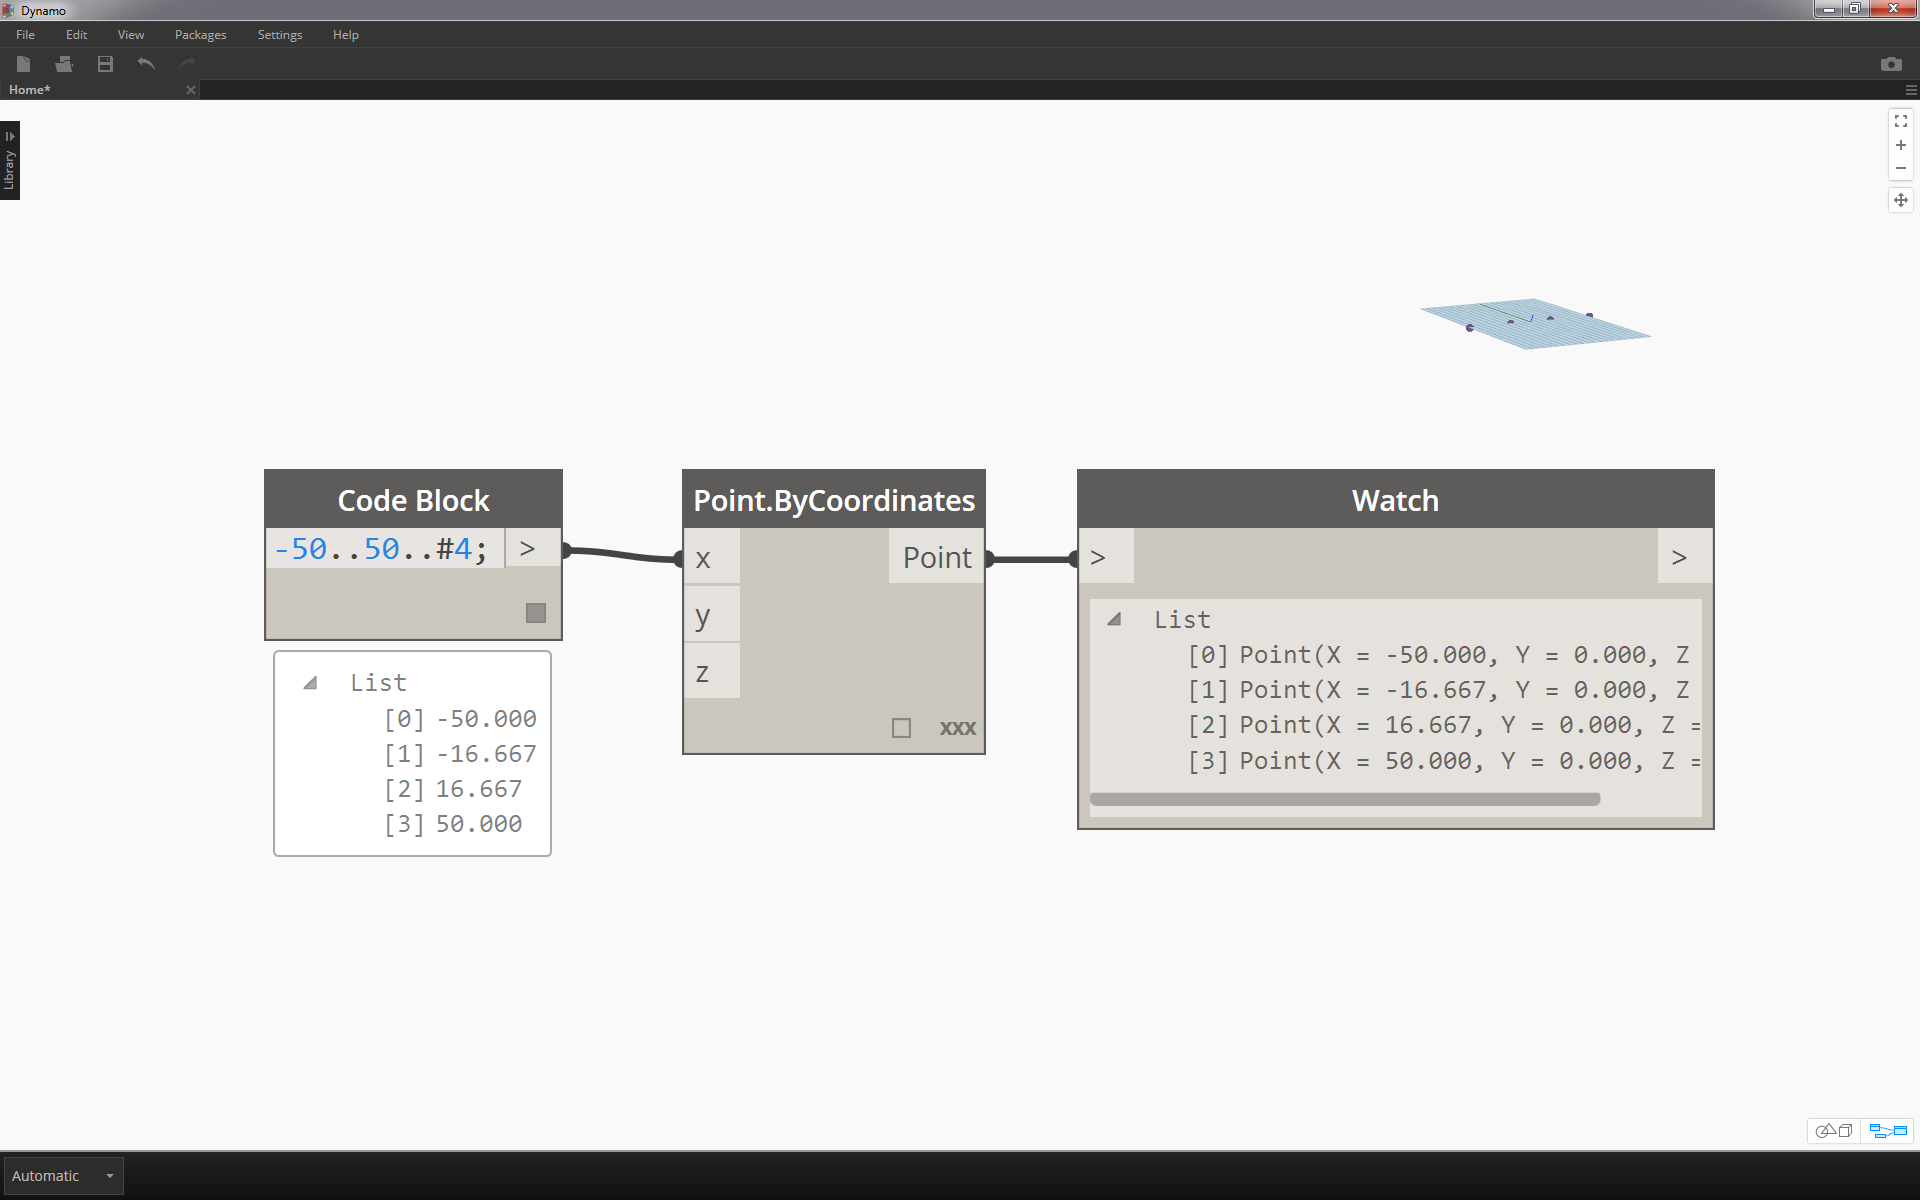 Dynamo
File Edit View Packages Settings Help
Home*
Library
Code Block
-50..50..#4; >
List
[0] -50.000
[1] -16.667
[2] 16.667
[3] 50.000
Point.ByCoordinates
x Point
y
z
xxx
Watch
> >
List
[0] Point(X = -50.000, Y = 0.000, Z
[1] Point(X = -16.667, Y = 0.000, Z
[2] Point(X = 16.667, Y = 0.000, Z =
[3] Point(X = 50.000, Y = 0.000, Z =
Automatic